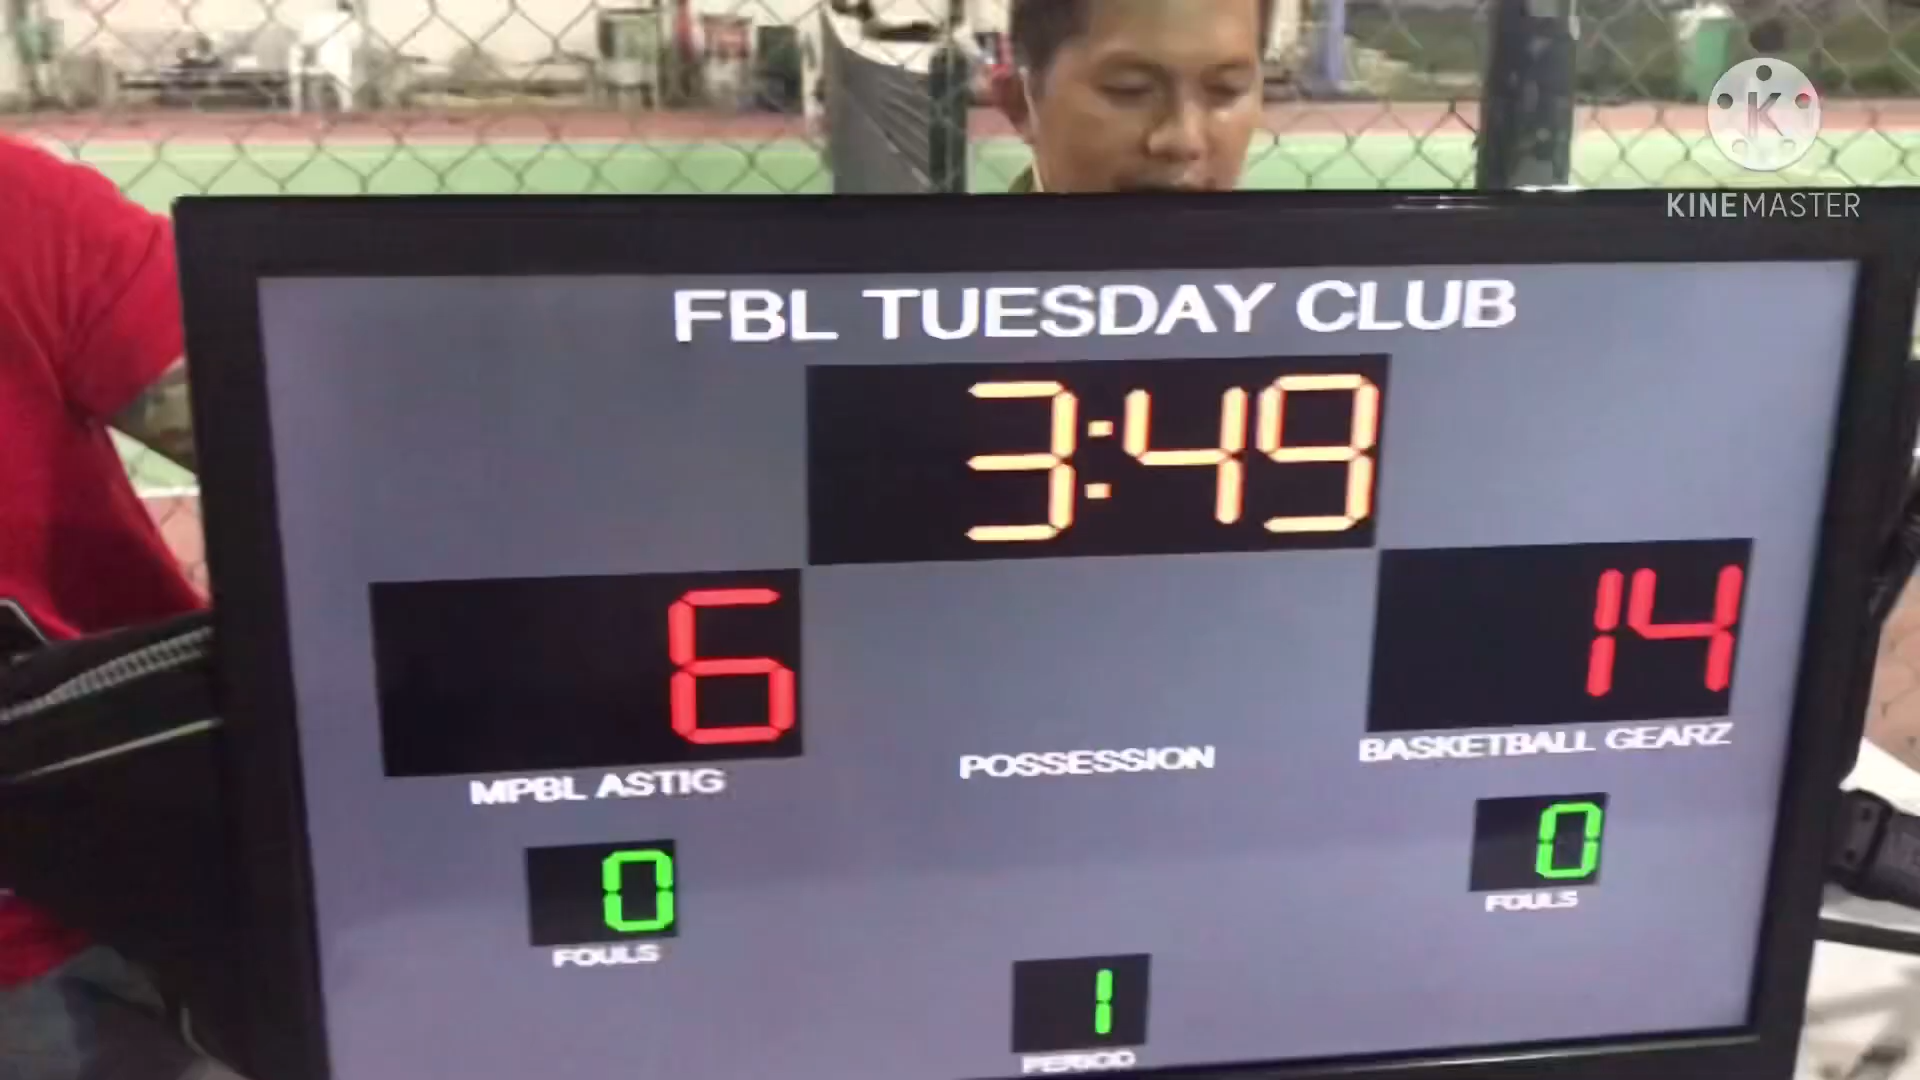 K
KINEMASTER
FBL TUESDAY CLUB
3:49
6
14
MPBL ASTIG
POSSESSION
BASKETBALL GEARZ
0
0
FOULS
FOULS
1
PERIOD